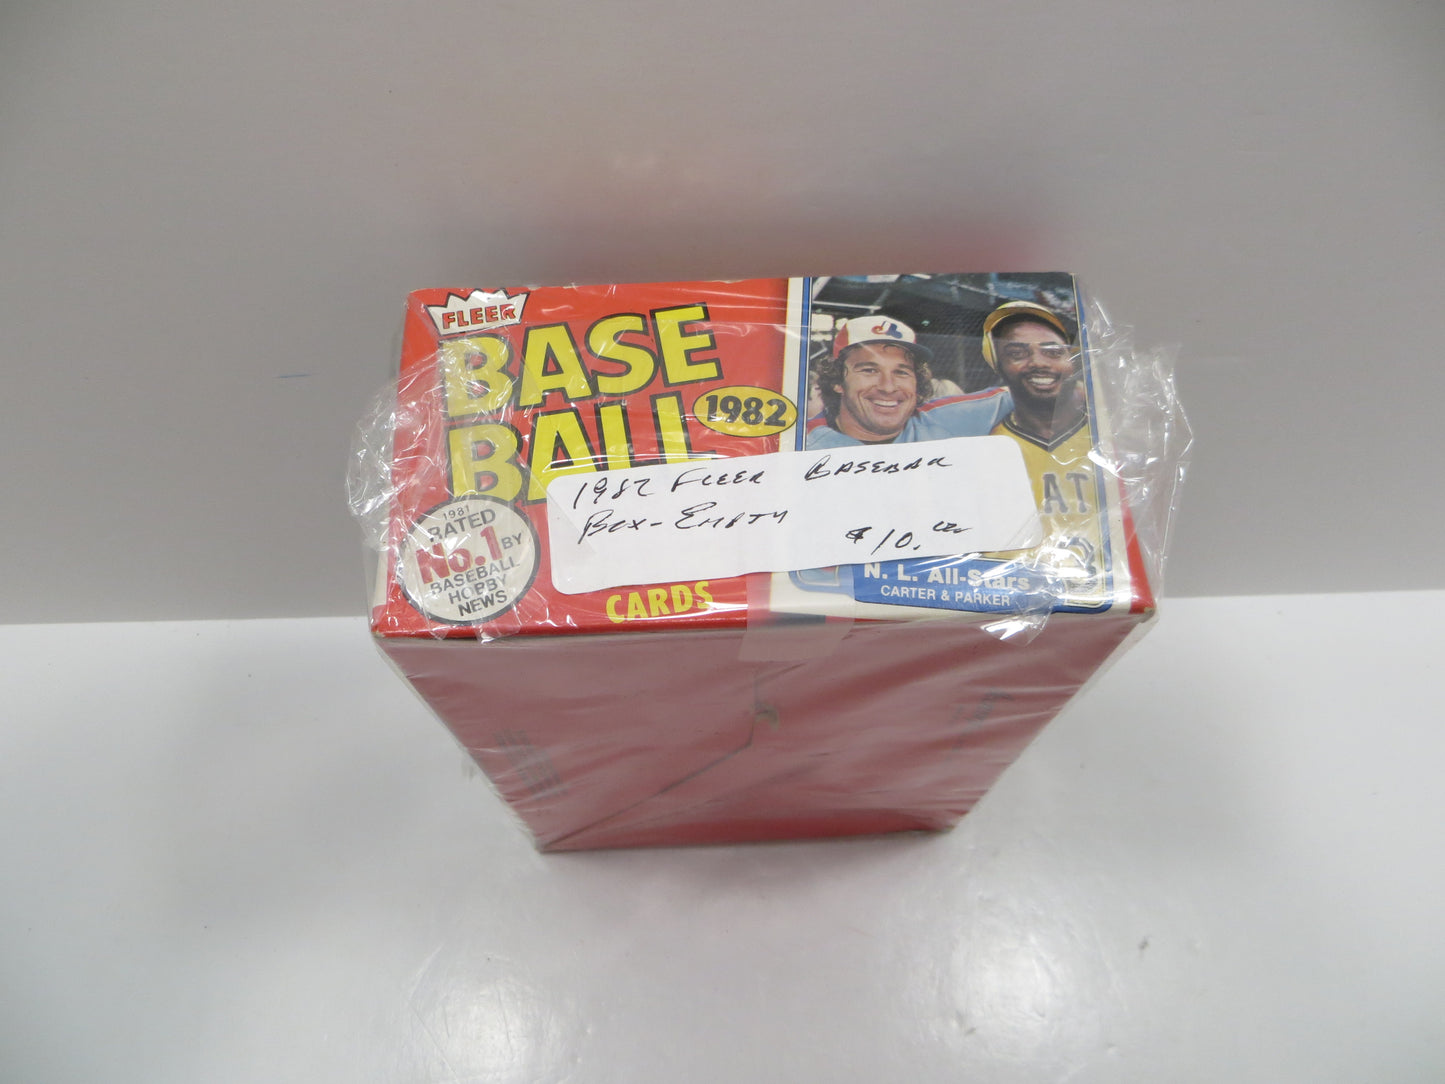 FLEER
BASE
BALL
1982
1981
RATED
No.1 BY
BASEBALL
HOBBY
NEWS
1982 FLEER BASEBALL
BOX - EMPTY
$10.00
CARDS
AT
N. L. All-Stars
CARTER & PARKER